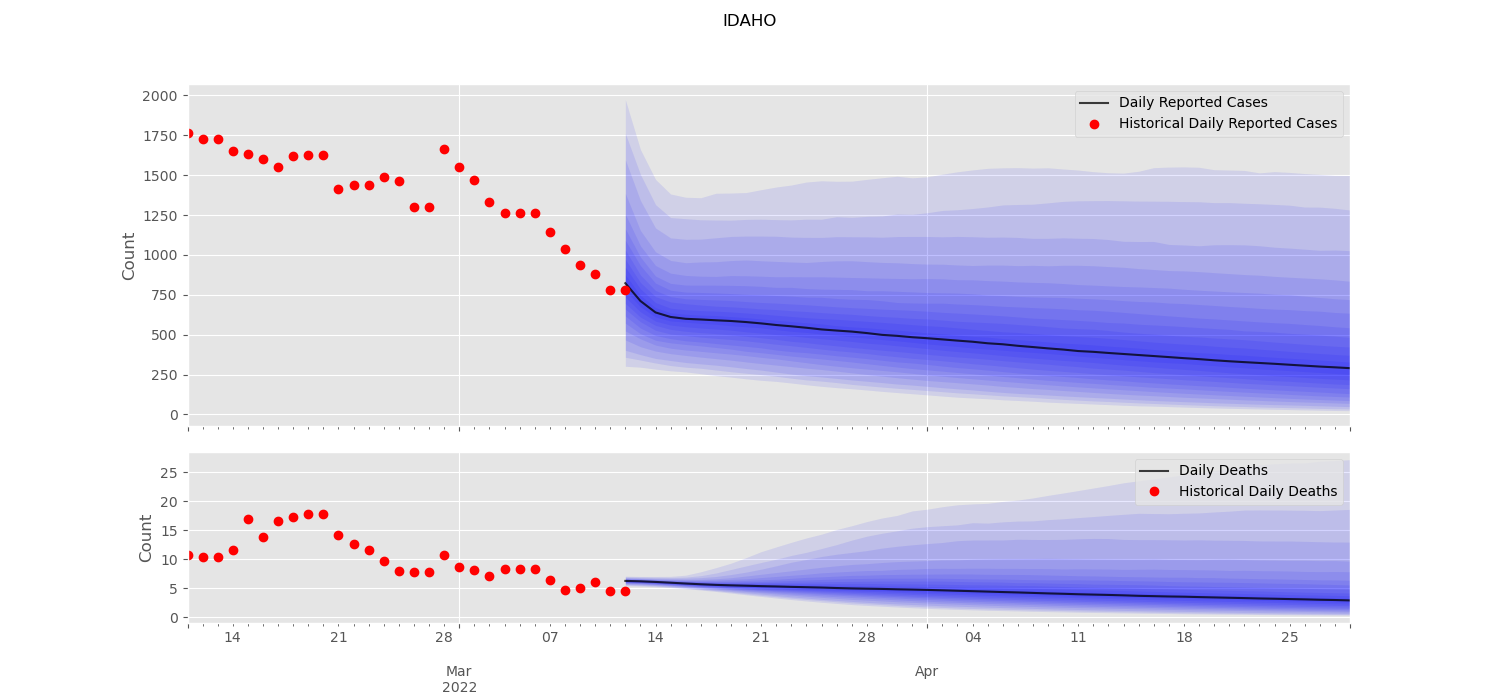 IDAHO
2000
1750
1500
1250
1000
750
500
250
0
Count
Daily Reported Cases
Historical Daily Reported Cases
25
20
15
10
5
0
Count
Daily Deaths
Historical Daily Deaths
14 21 28 07 14 21 28 04 11 18 25
Mar Apr
2022